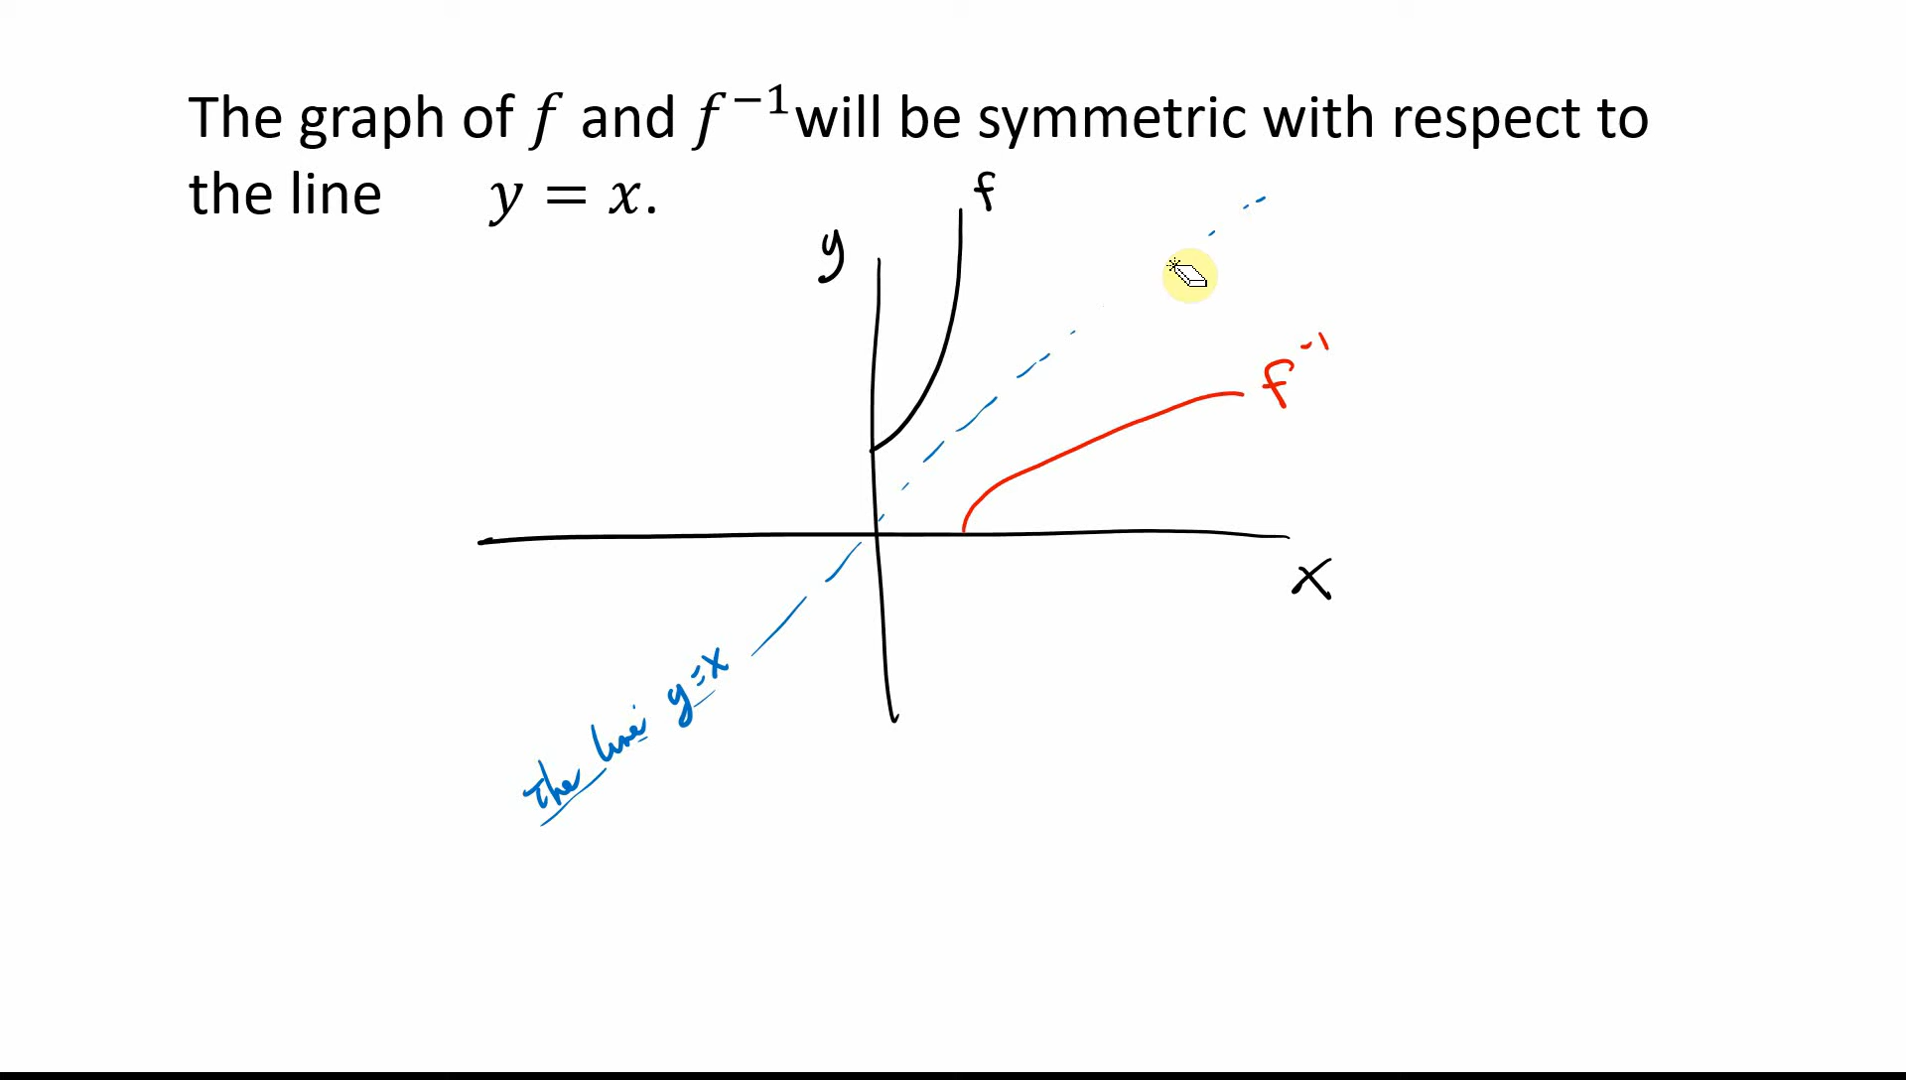 The graph of f and f⁻¹ will be symmetric with respect to
the line y = x.
f
y
f⁻¹
x
the line y=x